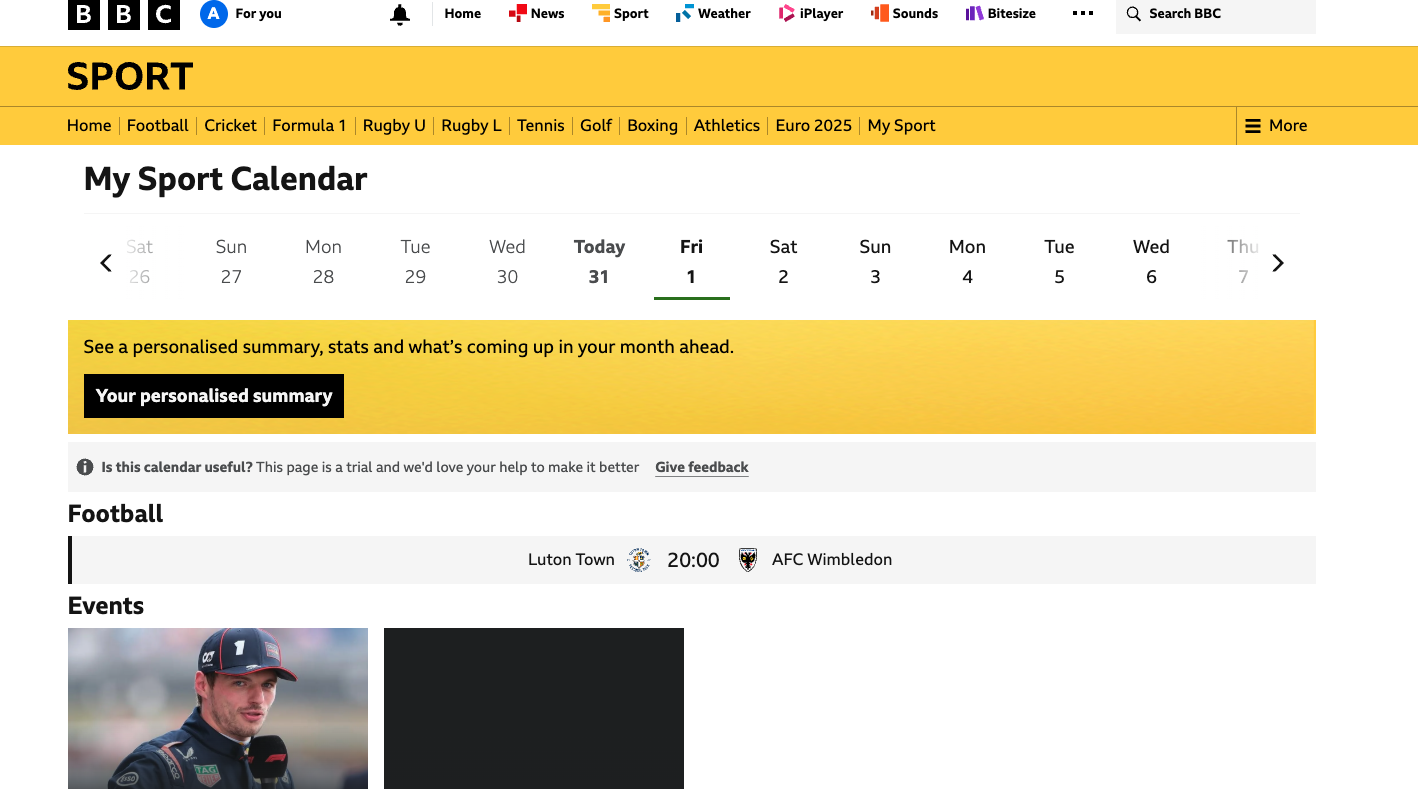 BBC A For you Home News Sport Weather iPlayer Sounds Bitesize Search BBC
SPORT
Home Football Cricket Formula 1 Rugby U Rugby L Tennis Golf Boxing Athletics Euro 2025 My Sport More
My Sport Calendar
Sat Sun Mon Tue Wed Today Fri Sat Sun Mon Tue Wed Thu
26 27 28 29 30 31 1 2 3 4 5 6 7
See a personalised summary, stats and what's coming up in your month ahead.
Your personalised summary
Is this calendar useful? This page is a trial and we'd love your help to make it better Give feedback
Football
Luton Town 20:00 AFC Wimbledon
Events
1
TAG